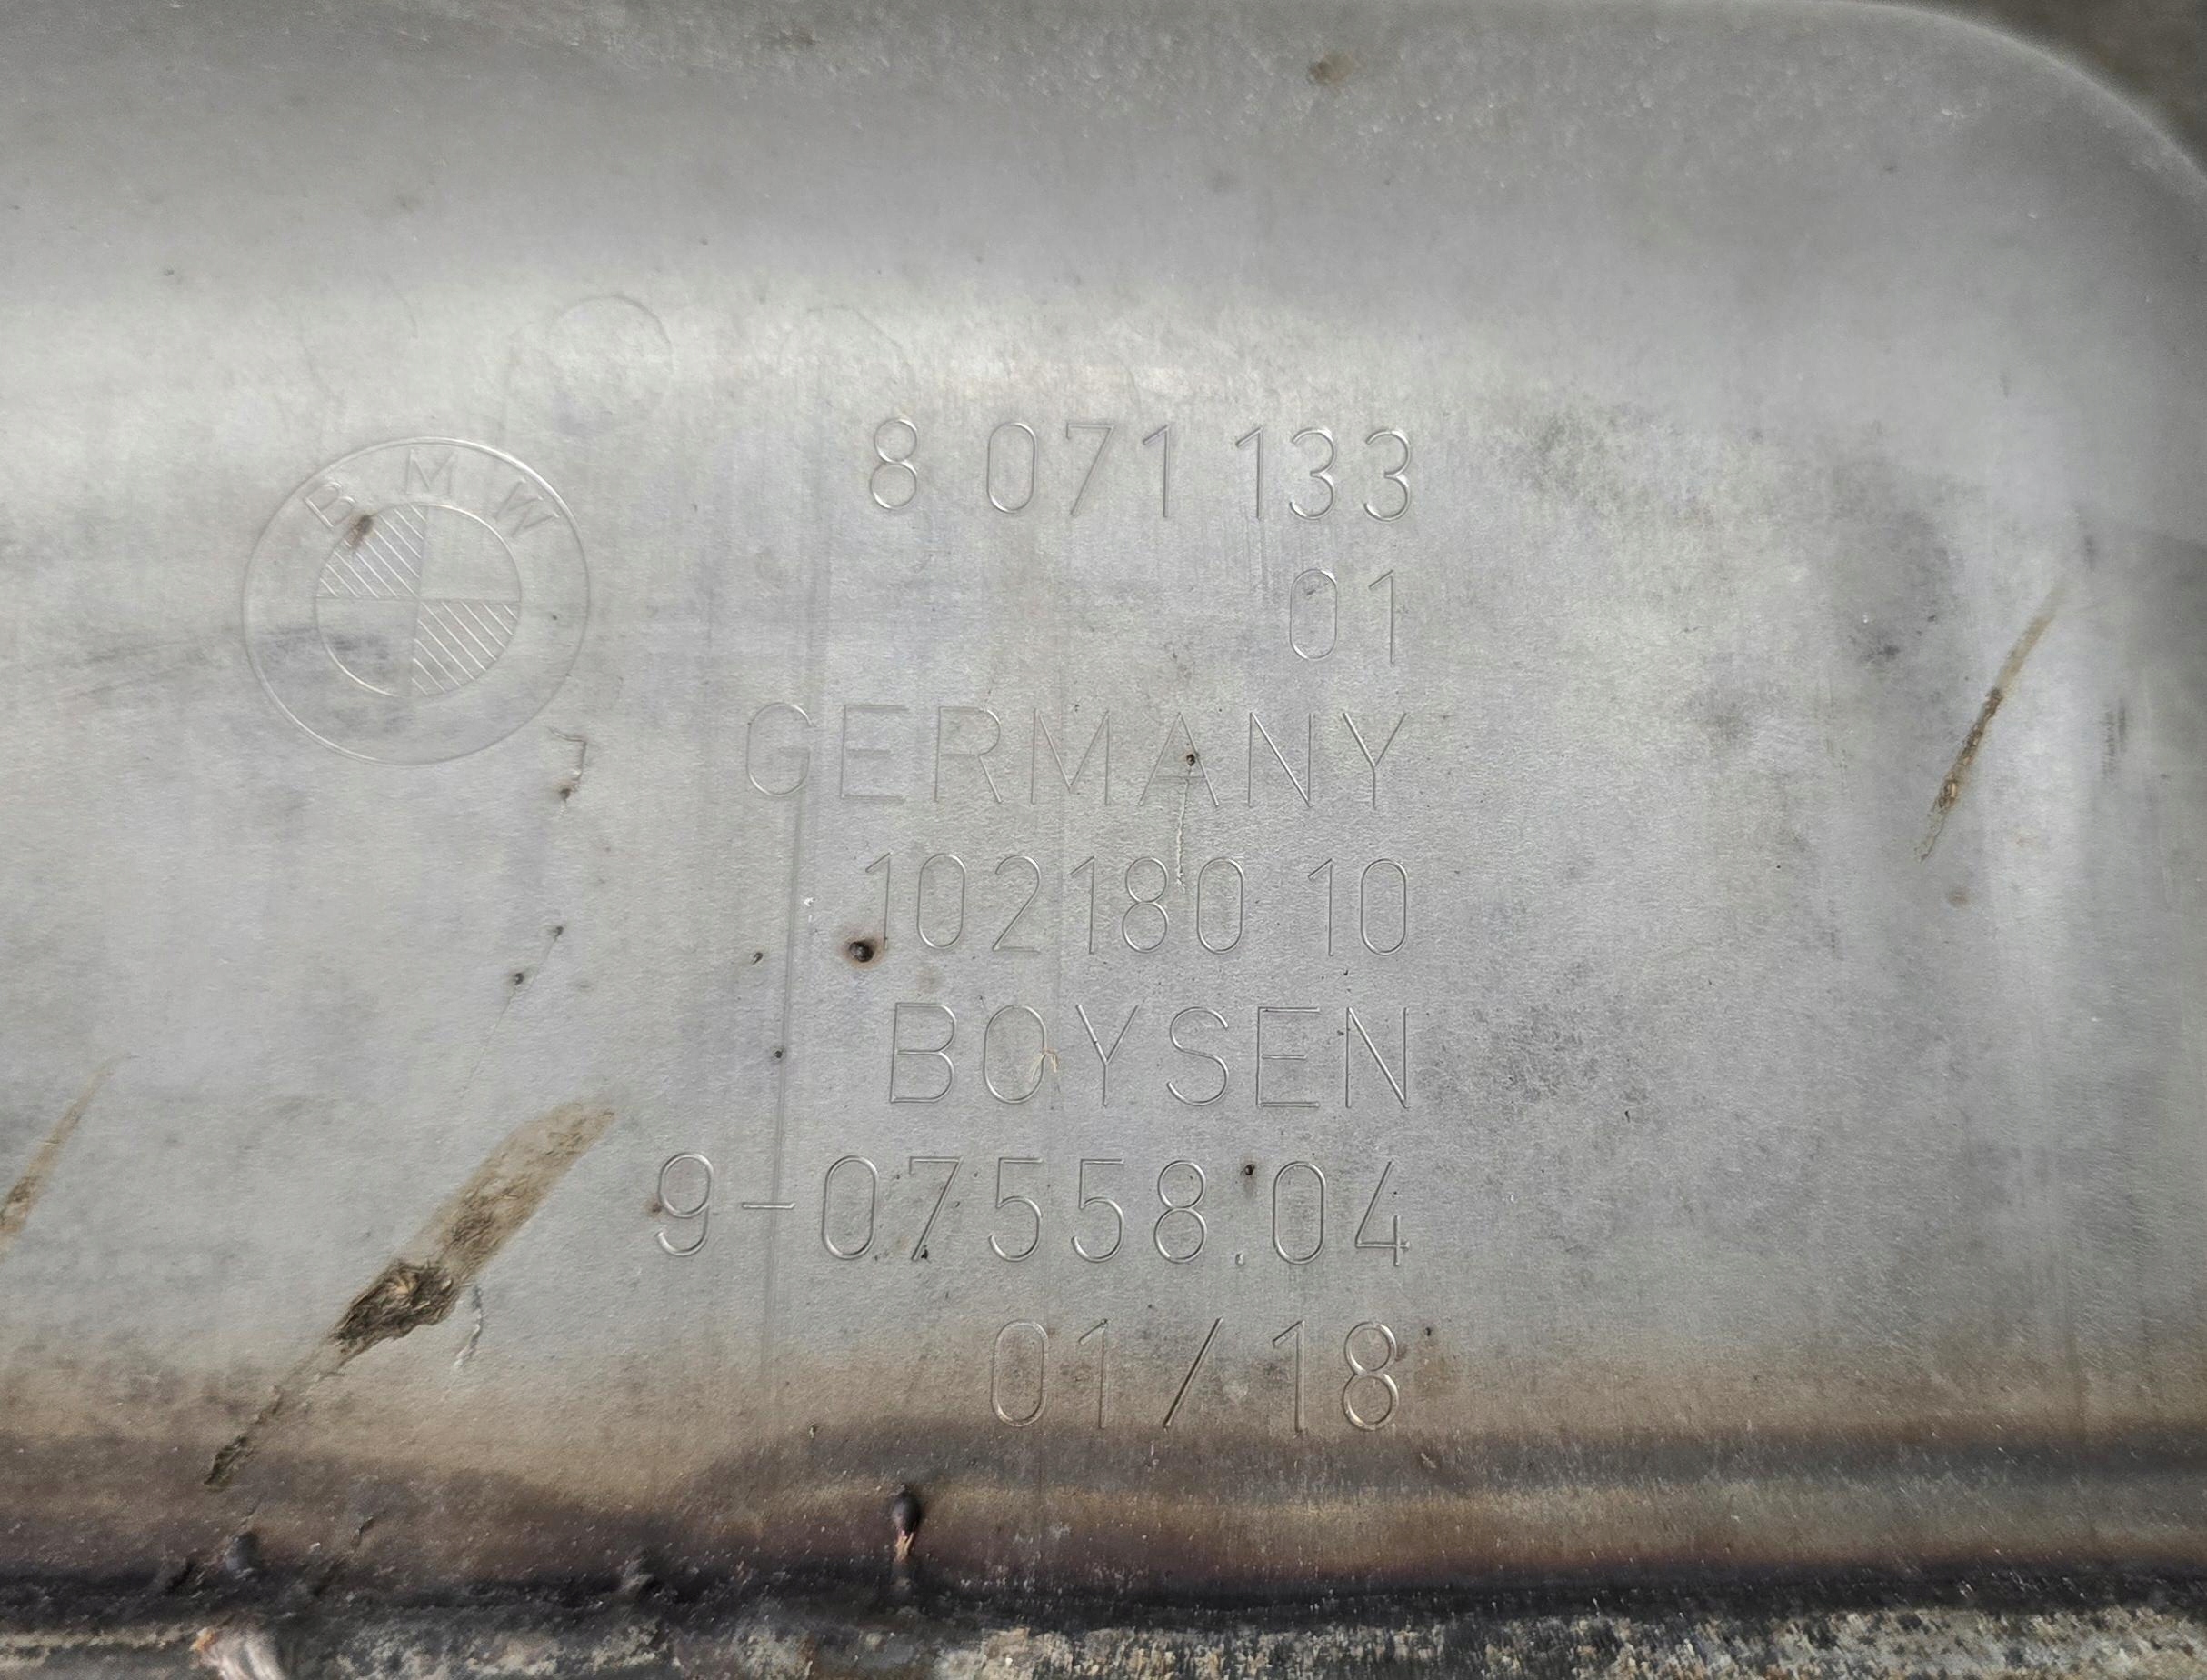 BMW
8 071 133
01
GERMANY
102180 10
BOYSEN
9-07558.04
01/18